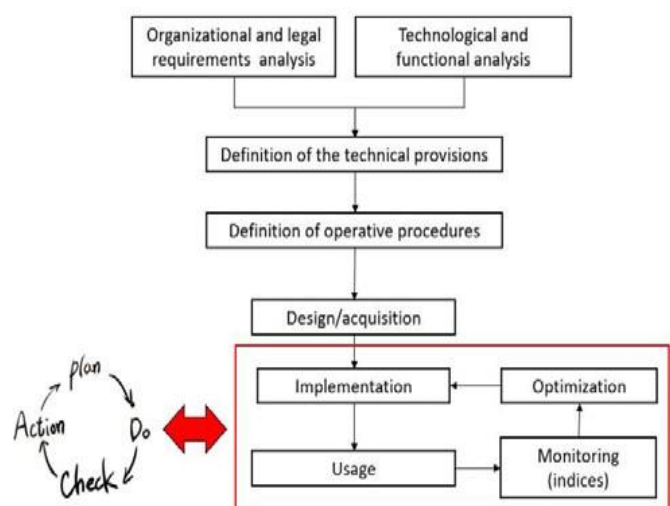 Organizational and legal
requirements analysis
Technological and
functional analysis
Definition of the technical provisions
Definition of operative procedures
Design/acquisition
Implementation
Optimization
Usage
Monitoring
(indices)
plan
Do
Check
Action